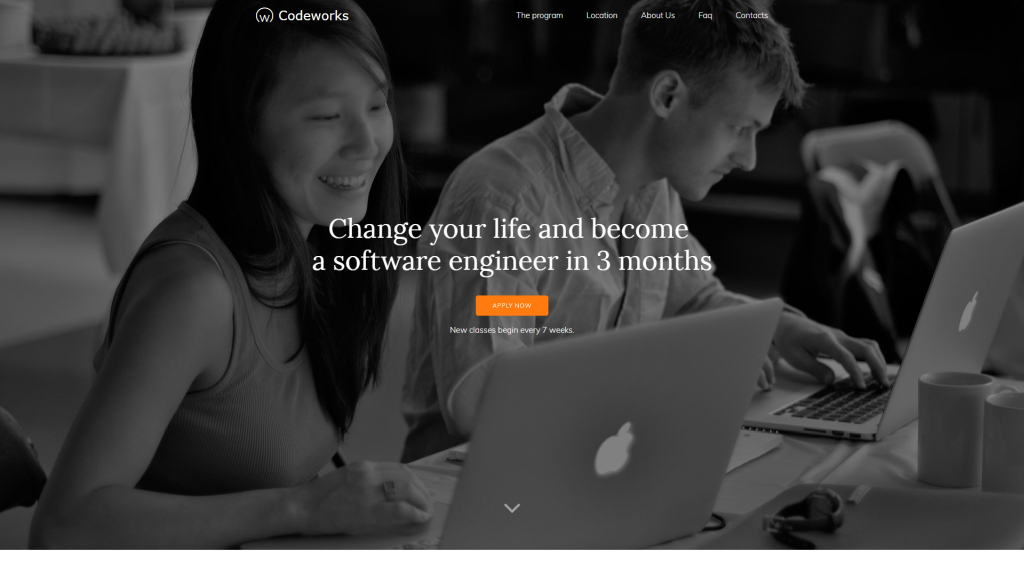 Codeworks
The program
Location
About Us
Faq
Contacts
Change your life and become
a software engineer in 3 months
APPLY NOW
New classes begin every 7 weeks.